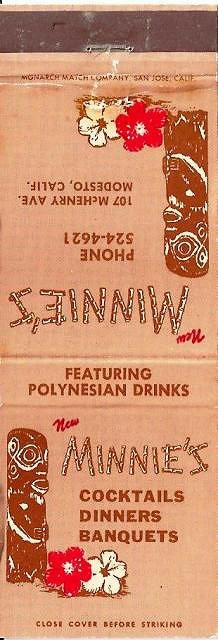 MONARCH MATCH COMPANY, SAN JOSE, CALIF.
New
MINNIE'S
PHONE
524-4621
107 McHENRY AVE.
MODESTO, CALIF.
FEATURING
POLYNESIAN DRINKS
New
MINNIE'S
COCKTAILS
DINNERS
BANQUETS
CLOSE COVER BEFORE STRIKING